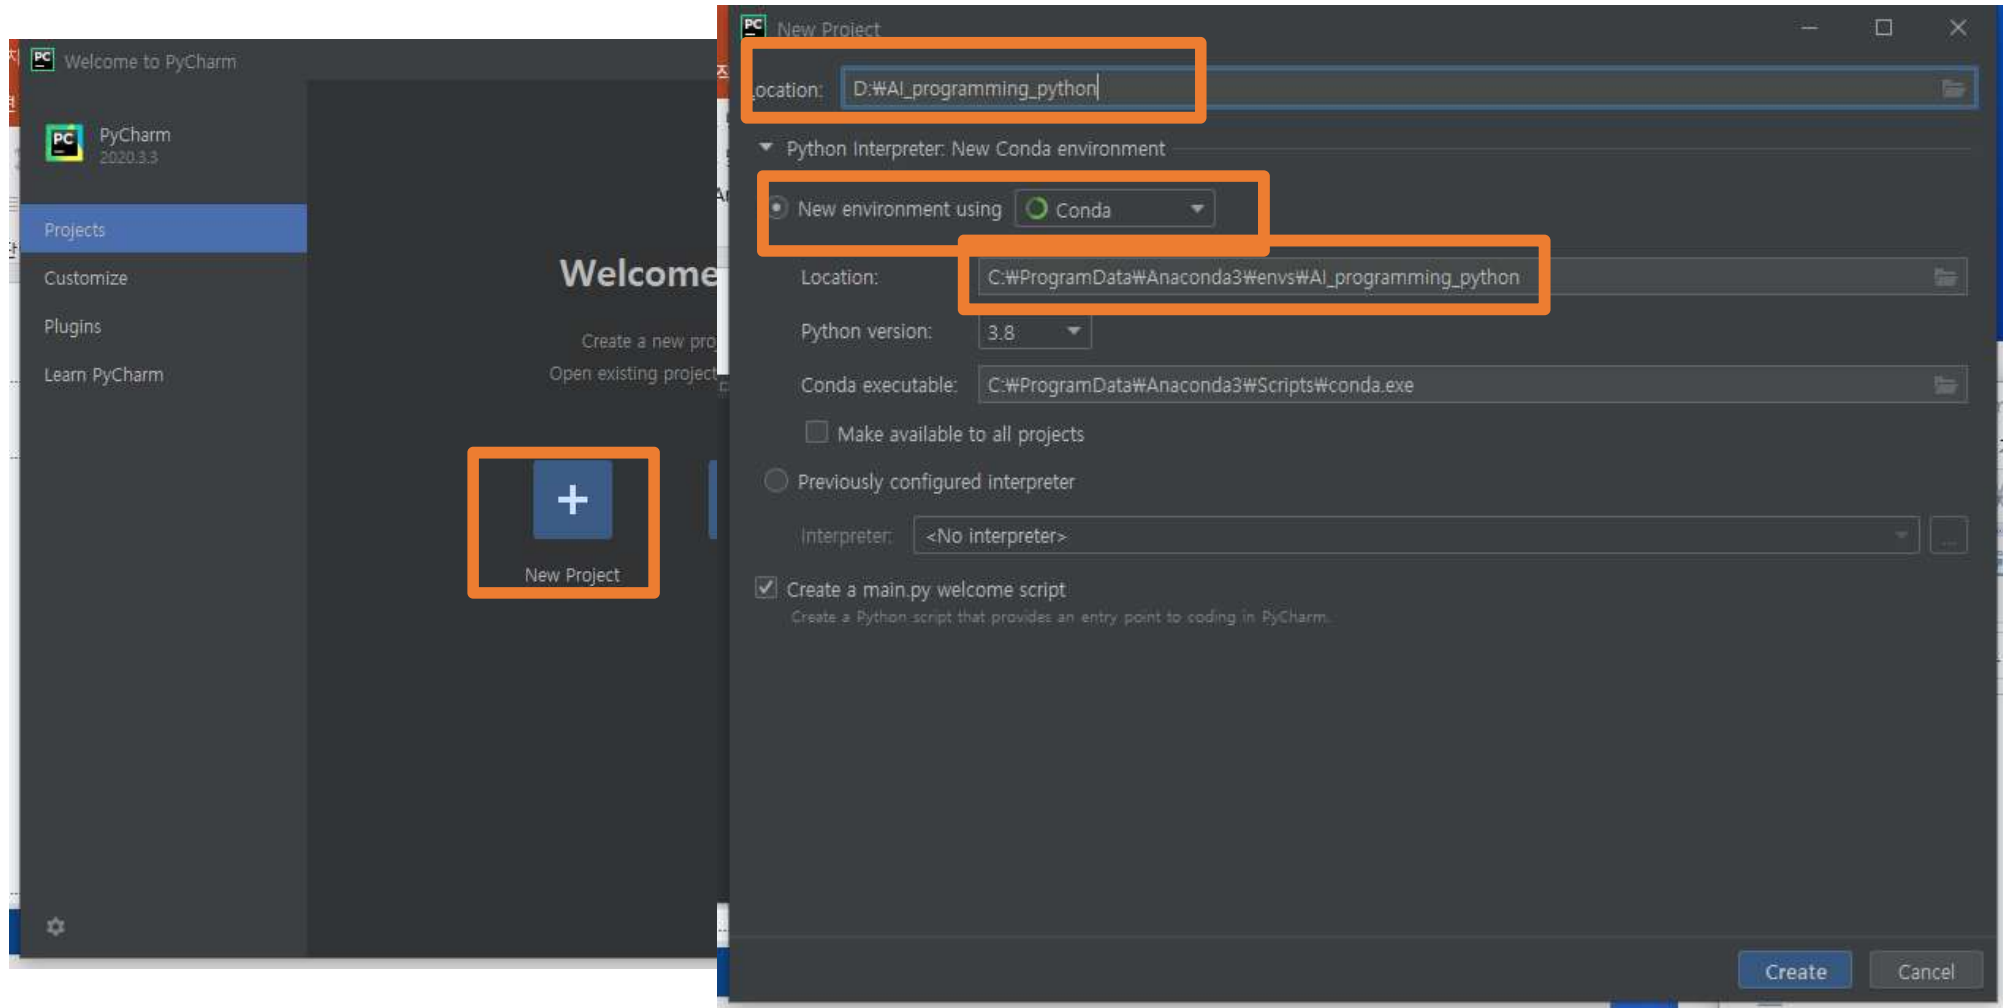 Welcome to PyCharm
PyCharm
2020.3.3
Projects
Customize
Plugins
Learn PyCharm
Welcome
Create a new
Open existing project
New Project
New Project
Location: D:₩AI_programming_python
Python Interpreter: New Conda environment
New environment using Conda
Location: C:₩ProgramData₩Anaconda3₩envs₩AI_programming_python
Python version: 3.8
Conda executable: C:₩ProgramData₩Anaconda3₩Scripts₩conda.exe
Make available to all projects
Previously configured interpreter
Interpreter: <No interpreter>
...
Create a main.py welcome script
Create a Python script that provides an entry point to coding in PyCharm.
Create
Cancel